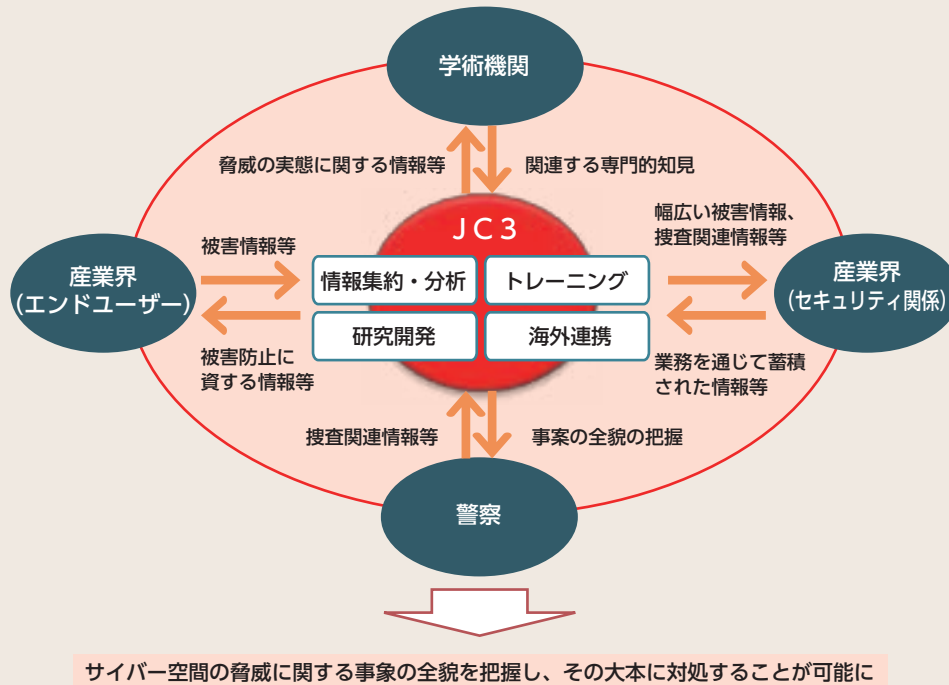 学術機関
脅威の実態に関する情報等
関連する専門的知見
JC3
幅広い被害情報、
捜査関連情報等
被害情報等
産業界
(エンドユーザー)
情報集約・分析
トレーニング
産業界
(セキュリティ関係)
研究開発
海外連携
被害防止に
資する情報等
業務を通じて蓄積
された情報等
捜査関連情報等
事案の全貌の把握
警察
サイバー空間の脅威に関する事象の全貌を把握し、その大本に対処することが可能に